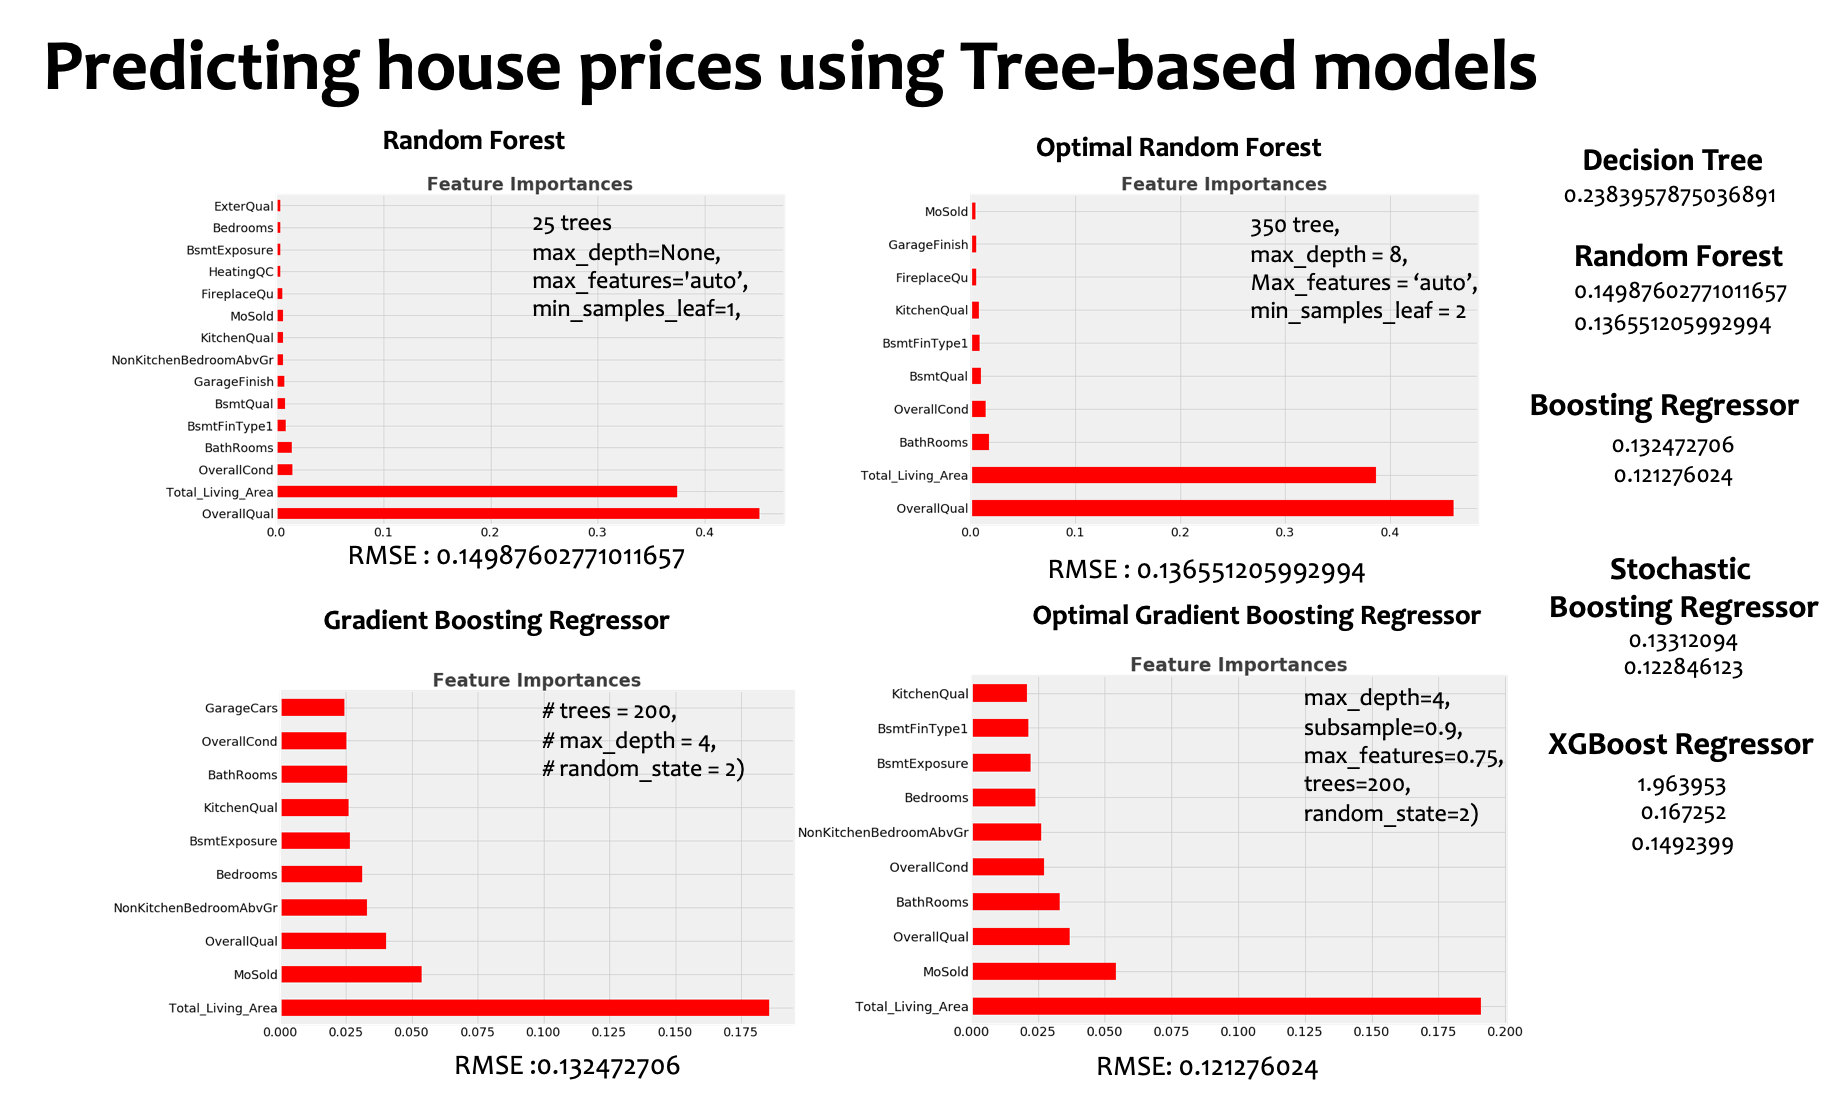 Predicting house prices using Tree-based models
Random Forest
Feature Importances
ExterQual
Bedrooms
BsmtExposure
HeatingQC
FireplaceQu
MoSold
KitchenQual
NonKitchenBedroomAbvGr
GarageFinish
BsmtQual
BsmtFinType1
BathRooms
OverallCond
Total_Living_Area
OverallQual
0.0 0.1 0.2 0.3 0.4
25 trees
max_depth=None,
max_features='auto’,
min_samples_leaf=1,
RMSE : 0.14987602771011657
Optimal Random Forest
Feature Importances
MoSold
GarageFinish
FireplaceQu
KitchenQual
BsmtFinType1
BsmtQual
OverallCond
BathRooms
Total_Living_Area
OverallQual
0.0 0.1 0.2 0.3 0.4
350 tree,
max_depth = 8,
Max_features = ‘auto’,
min_samples_leaf = 2
RMSE : 0.136551205992994
Gradient Boosting Regressor
Feature Importances
GarageCars
OverallCond
BathRooms
KitchenQual
BsmtExposure
Bedrooms
NonKitchenBedroomAbvGr
OverallQual
MoSold
Total_Living_Area
0.000 0.025 0.050 0.075 0.100 0.125 0.150 0.175
# trees = 200,
# max_depth = 4,
# random_state = 2)
RMSE :0.132472706
Optimal Gradient Boosting Regressor
Feature Importances
KitchenQual
BsmtFinType1
BsmtExposure
Bedrooms
NonKitchenBedroomAbvGr
OverallCond
BathRooms
OverallQual
MoSold
Total_Living_Area
0.000 0.025 0.050 0.075 0.100 0.125 0.150 0.175 0.200
max_depth=4,
subsample=0.9,
max_features=0.75,
trees=200,
random_state=2)
RMSE: 0.121276024
Decision Tree
0.2383957875036891
Random Forest
0.14987602771011657
0.136551205992994
Boosting Regressor
0.132472706
0.121276024
Stochastic
Boosting Regressor
0.13312094
0.122846123
XGBoost Regressor
1.963953
0.167252
0.1492399